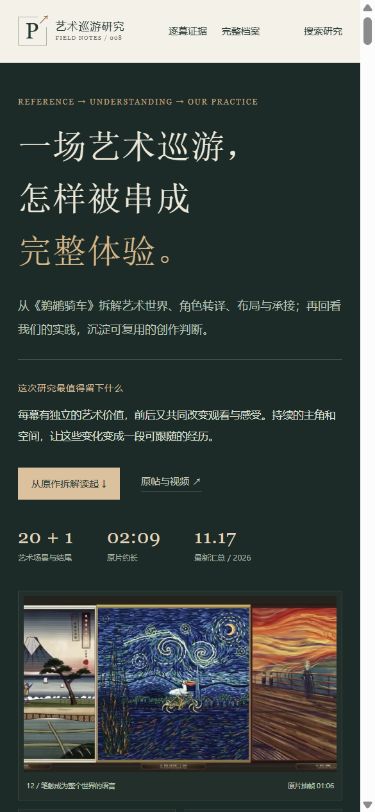 P
艺术巡游研究
FIELD NOTES / 008
逐幕证据
完整档案
搜索研究
REFERENCE → UNDERSTANDING → OUR PRACTICE
一场艺术巡游，
怎样被串成
完整体验。
从《鹈鹕骑车》拆解艺术世界、角色转译、布局与承接；再回看
我们的实践，沉淀可复用的创作判断。
这次研究最值得留下什么
每幕有独立的艺术价值，前后又共同改变观看与感受。持续的主角和
空间，让这些变化变成一段可跟随的经历。
从原作拆解读起 ↓
原帖与视频 ↗
20 + 1
02:09
11.17
艺术场景与结尾
原片约长
最新汇总 / 2026
12 / 笔触成为整个世界的语言
原片抽帧 01:06